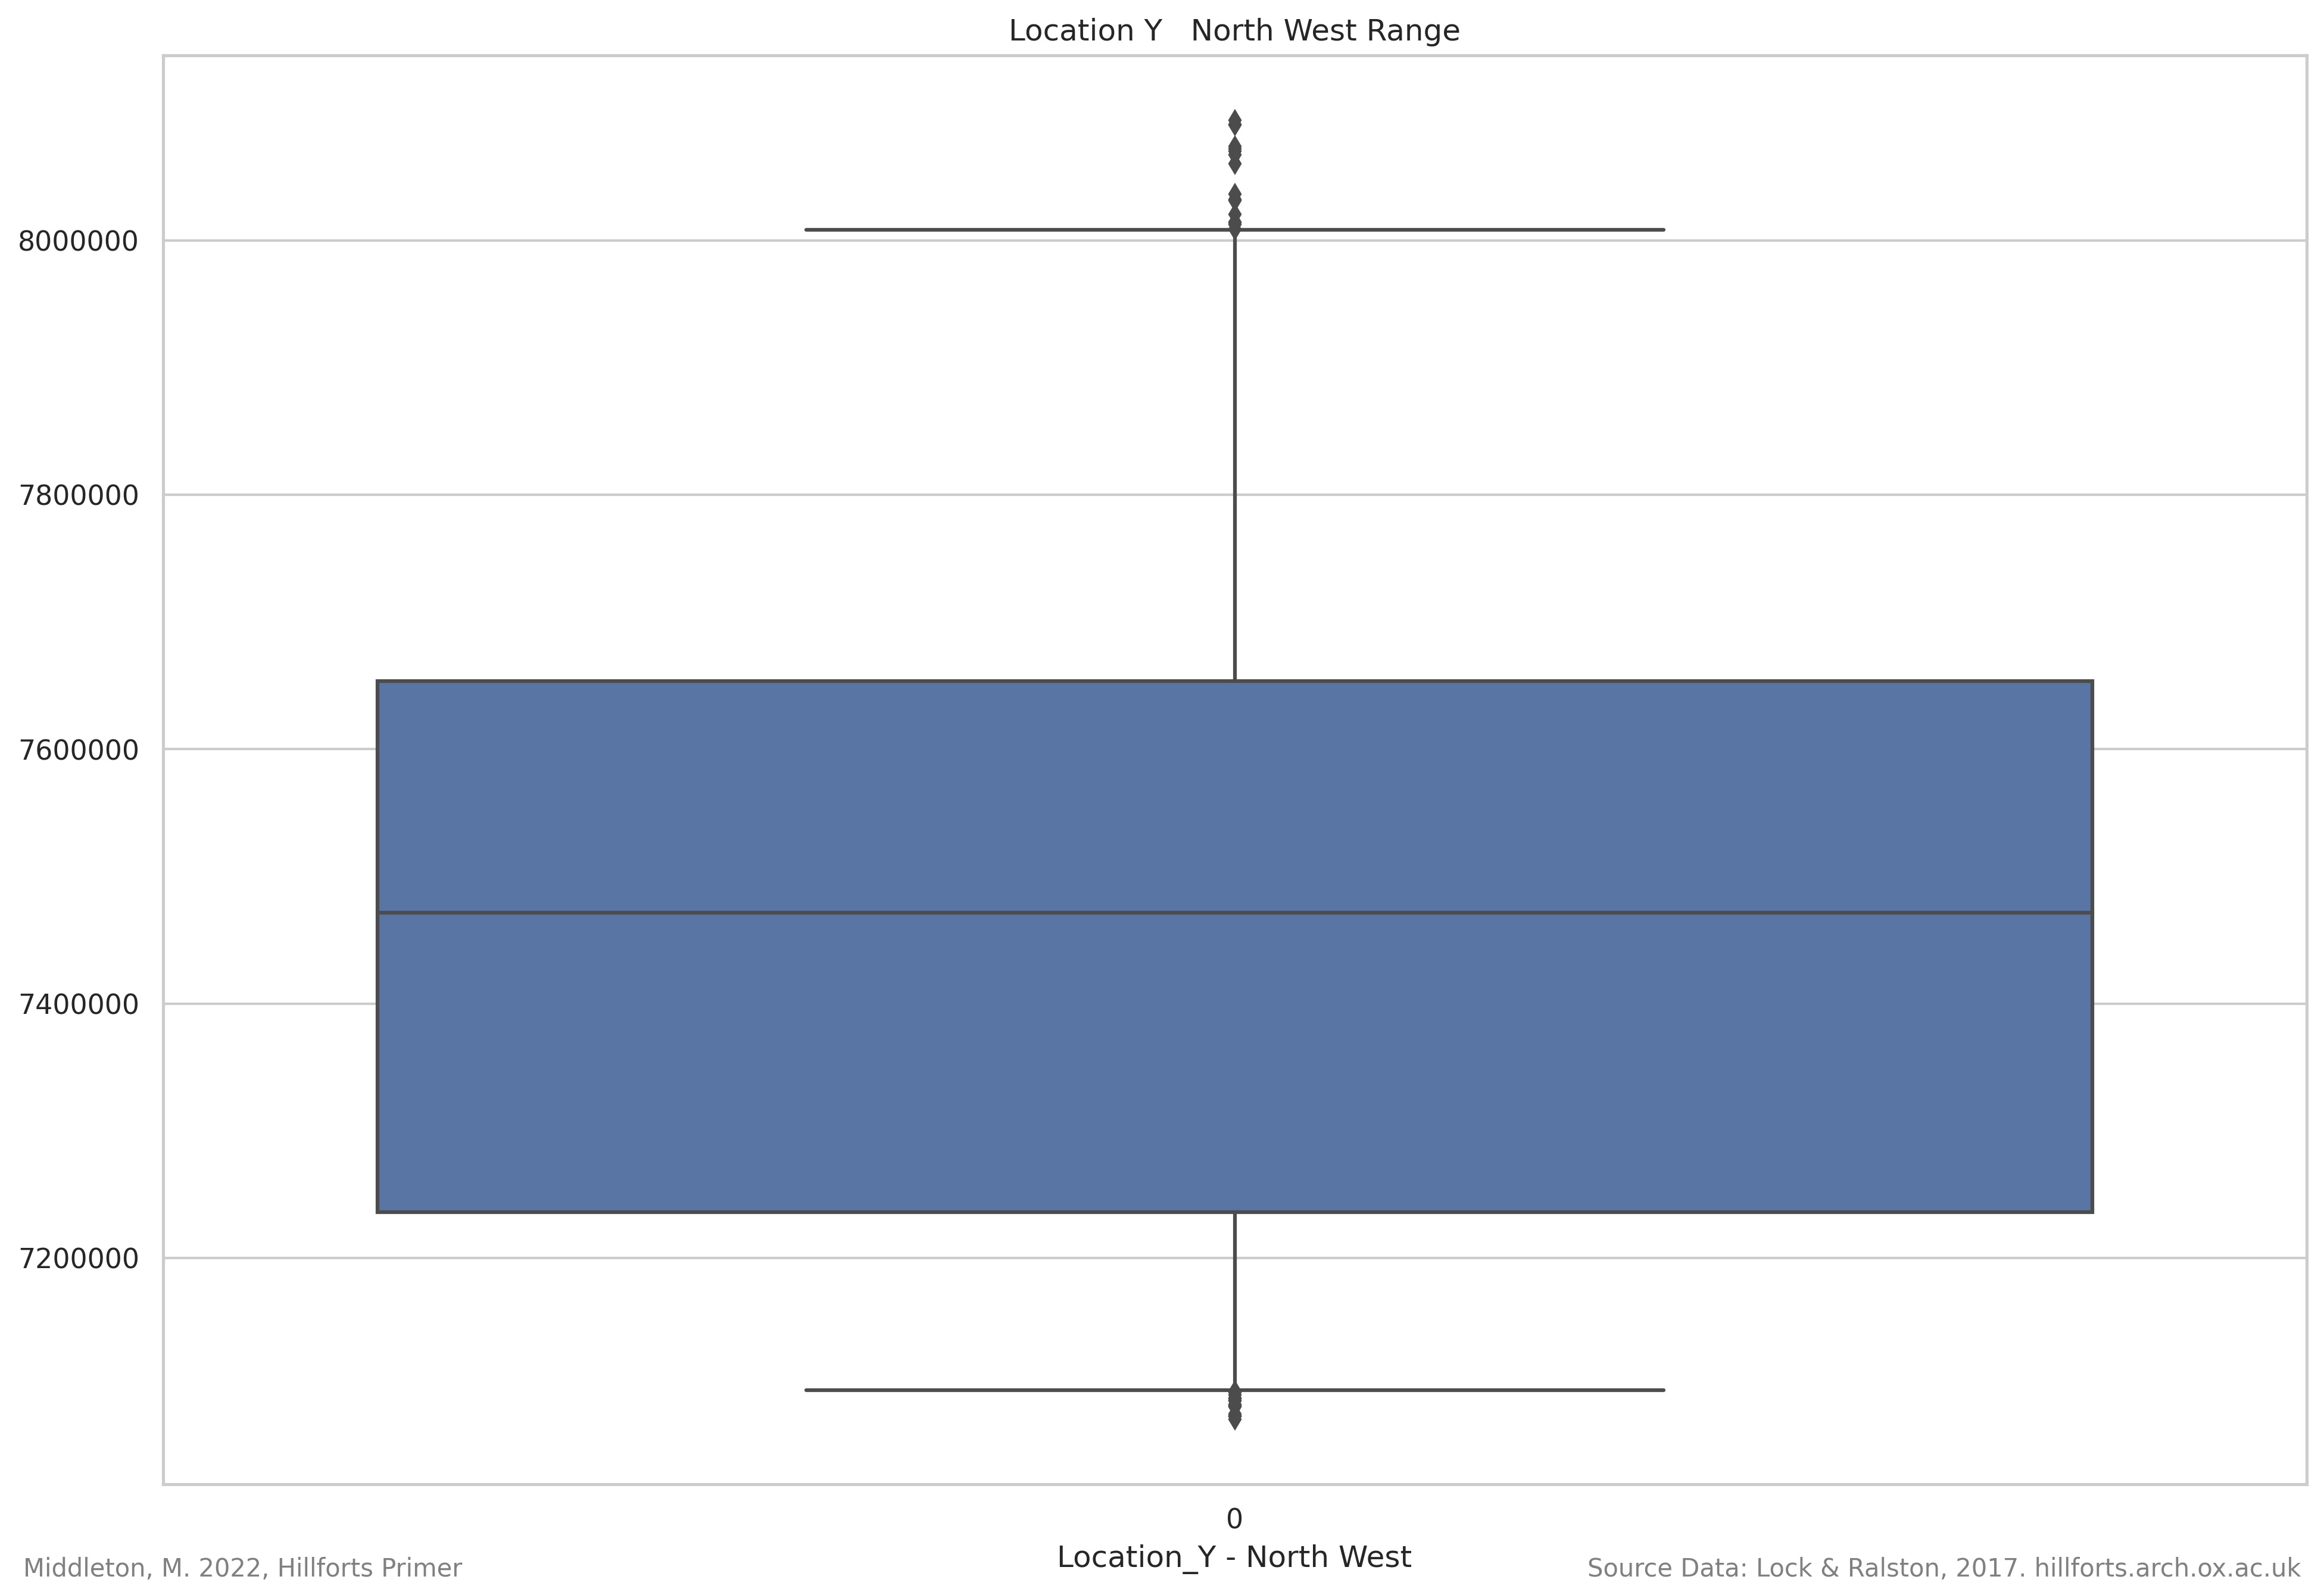 Location Y   North West Range
8000000
7800000
7600000
7400000
7200000
0
Location_Y - North West
Middleton, M. 2022, Hillforts Primer
Source Data: Lock & Ralston, 2017. hillforts.arch.ox.ac.uk